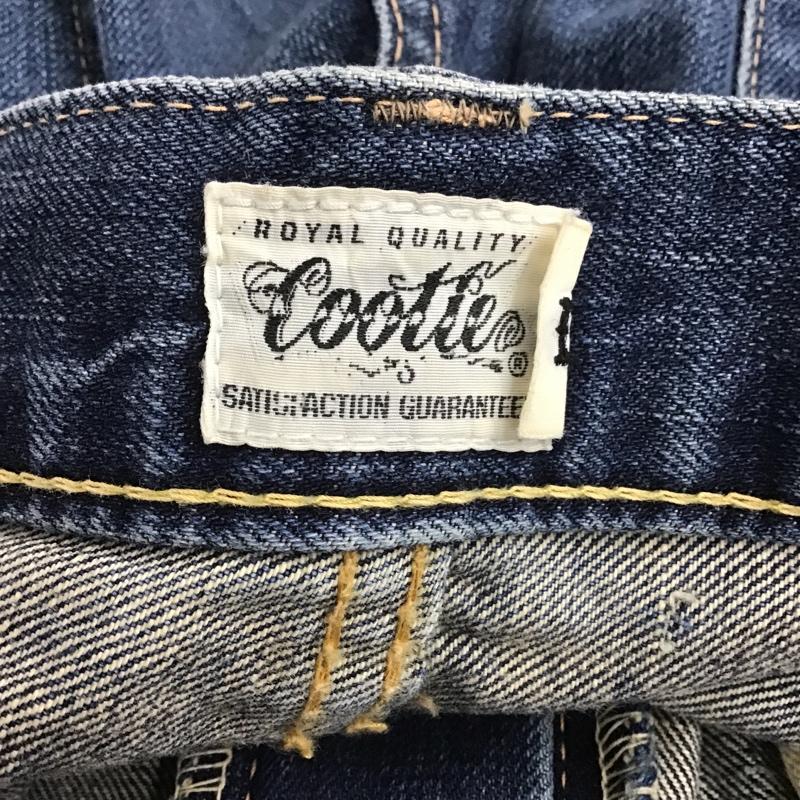 ROYAL QUALITY
Cootie®
SATISFACTION GUARANTEE